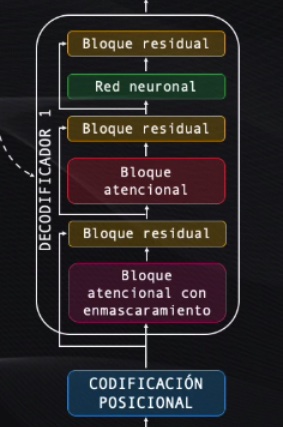 Bloque residual
Red neuronal
Bloque residual
Bloque
atencional
Bloque residual
Bloque
atencional con
enmascaramiento
DECODIFICADOR 1
CODIFICACIÓN
POSICIONAL